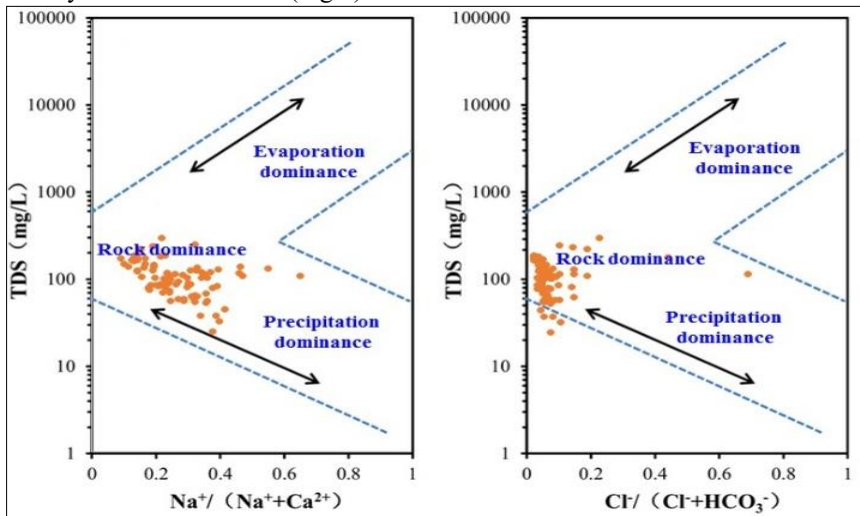 100000
10000
1000
100
10
1
TDS（mg/L）
Evaporation
dominance
Rock dominance
Precipitation
dominance
0
0.2
0.4
0.6
0.8
1
Na⁺/（Na⁺+Ca²⁺）
100000
10000
1000
100
10
1
TDS（mg/L）
Evaporation
dominance
Rock dominance
Precipitation
dominance
0
0.2
0.4
0.6
0.8
1
Cl⁻/（Cl⁻+HCO₃⁻）